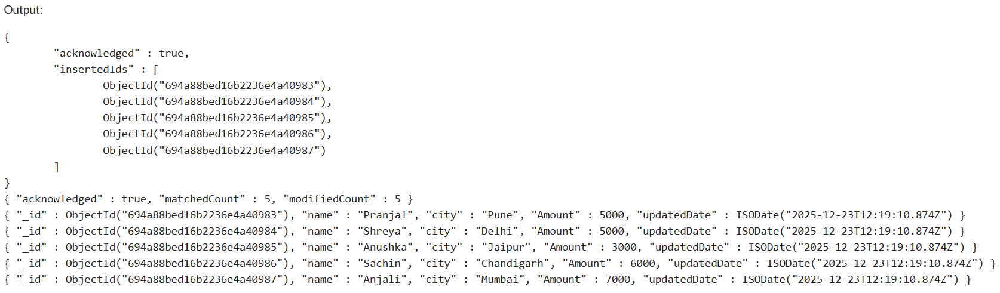 Output:
{
"acknowledged" : true,
"insertedIds" : [
ObjectId("694a88bed16b2236e4a40983"),
ObjectId("694a88bed16b2236e4a40984"),
ObjectId("694a88bed16b2236e4a40985"),
ObjectId("694a88bed16b2236e4a40986"),
ObjectId("694a88bed16b2236e4a40987")
]
}
{ "acknowledged" : true, "matchedCount" : 5, "modifiedCount" : 5 }
{ "_id" : ObjectId("694a88bed16b2236e4a40983"), "name" : "Pranjal", "city" : "Pune", "Amount" : 5000, "updatedDate" : ISODate("2025-12-23T12:19:10.874Z") }
{ "_id" : ObjectId("694a88bed16b2236e4a40984"), "name" : "Shreya", "city" : "Delhi", "Amount" : 5000, "updatedDate" : ISODate("2025-12-23T12:19:10.874Z") }
{ "_id" : ObjectId("694a88bed16b2236e4a40985"), "name" : "Anushka", "city" : "Jaipur", "Amount" : 3000, "updatedDate" : ISODate("2025-12-23T12:19:10.874Z") }
{ "_id" : ObjectId("694a88bed16b2236e4a40986"), "name" : "Sachin", "city" : "Chandigarh", "Amount" : 6000, "updatedDate" : ISODate("2025-12-23T12:19:10.874Z") }
{ "_id" : ObjectId("694a88bed16b2236e4a40987"), "name" : "Anjali", "city" : "Mumbai", "Amount" : 7000, "updatedDate" : ISODate("2025-12-23T12:19:10.874Z") }